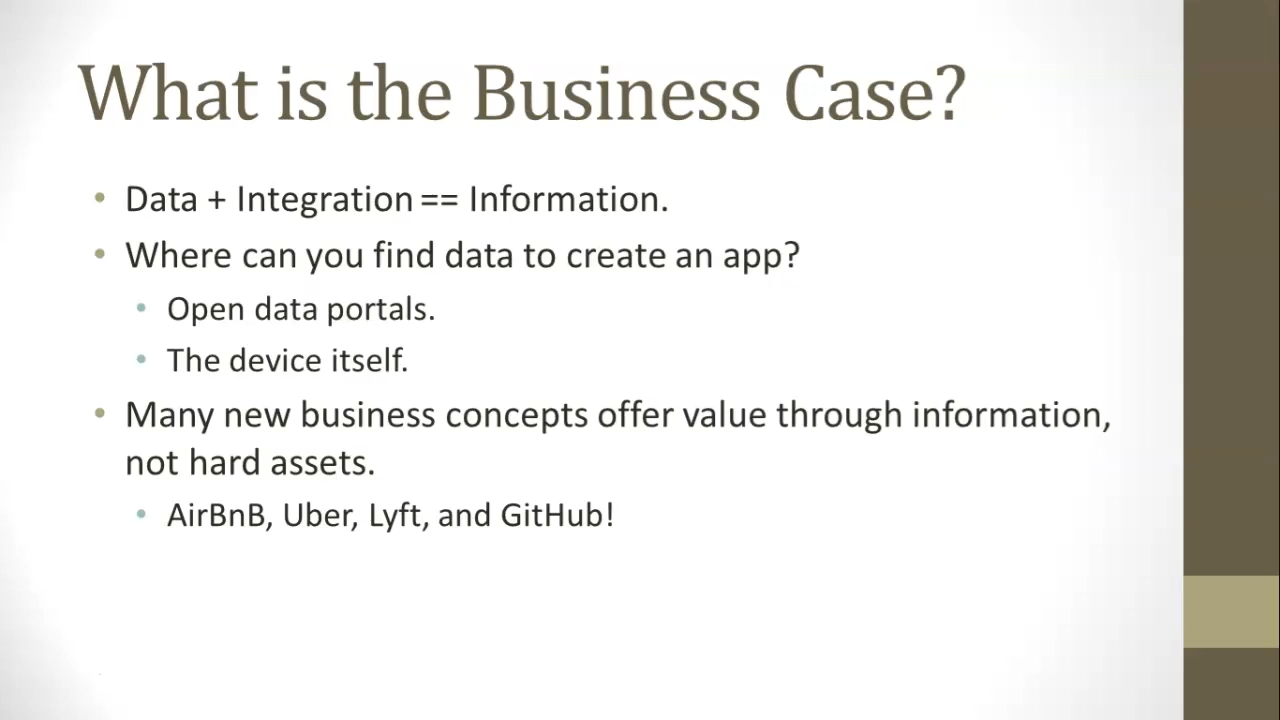 What is the Business Case?
• Data + Integration == Information.
• Where can you find data to create an app?
• Open data portals.
• The device itself.
• Many new business concepts offer value through information,
not hard assets.
• AirBnB, Uber, Lyft, and GitHub!